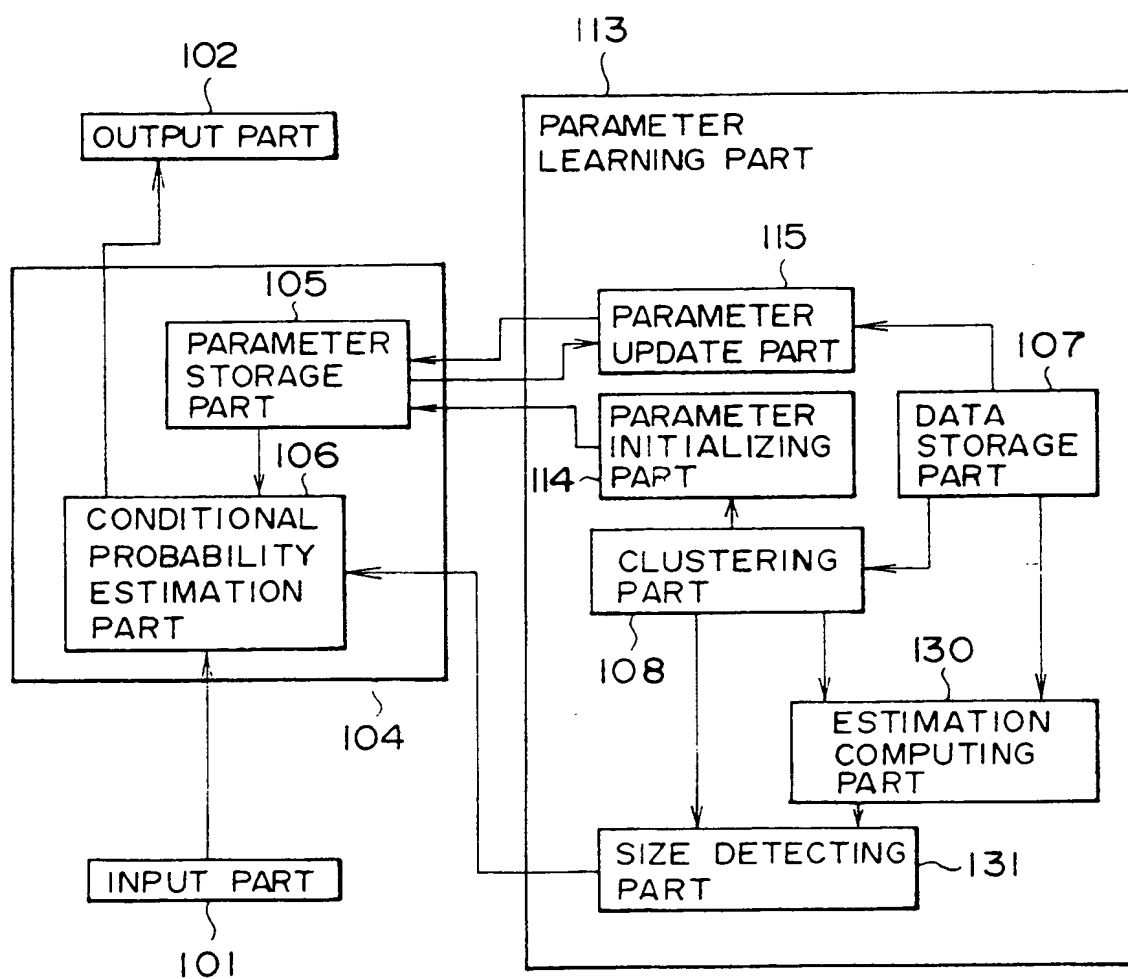 113
102
OUTPUT PART
PARAMETER
LEARNING PART
115
105
PARAMETER
UPDATE PART
PARAMETER
STORAGE
PART
107
PARAMETER
INITIALIZING
PART
114
DATA
STORAGE
PART
106
CONDITIONAL
PROBABILITY
ESTIMATION
PART
CLUSTERING
PART
108
130
104
ESTIMATION
COMPUTING
PART
SIZE DETECTING
PART
131
INPUT PART
101